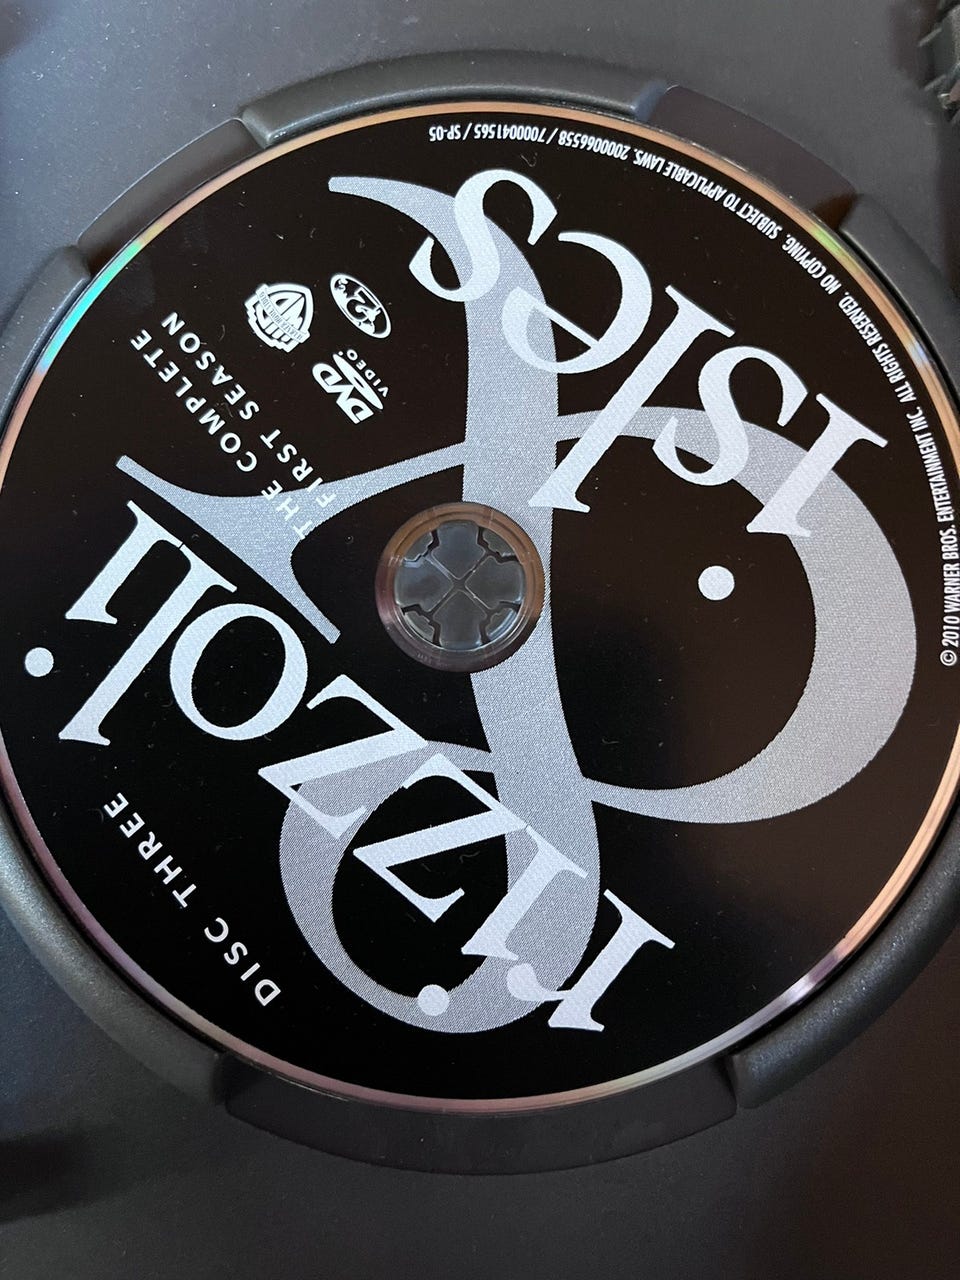 rizzoli
&
isles
THE COMPLETE
FIRST SEASON
DVD
VIDEO
DISC THREE
© 2010 WARNER BROS. ENTERTAINMENT INC. ALL RIGHTS RESERVED. NO COPYING. SUBJECT TO APPLICABLE LAWS. 2000066558 / 7000041565 / SP-05